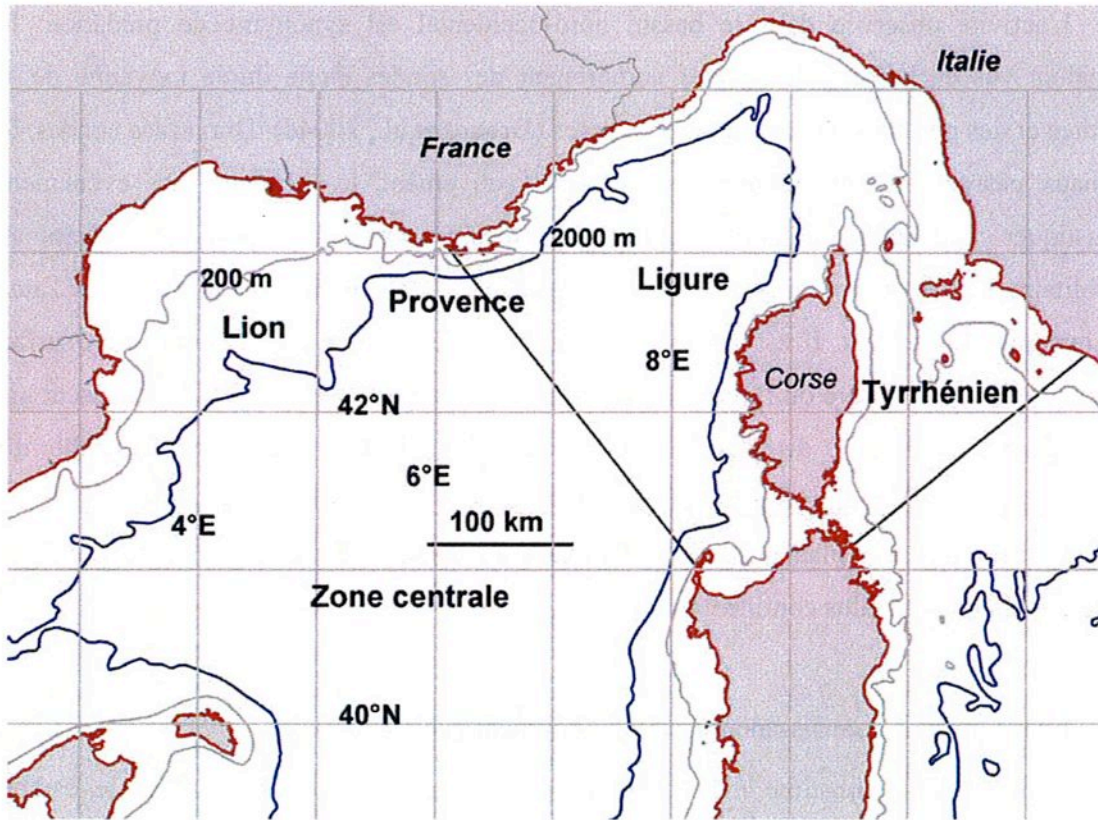 Italie
France
2000 m
200 m
Ligure
Provence
Lion
8°E
Corse
Tyrrhénien
42°N
6°E
4°E
100 km
Zone centrale
40°N